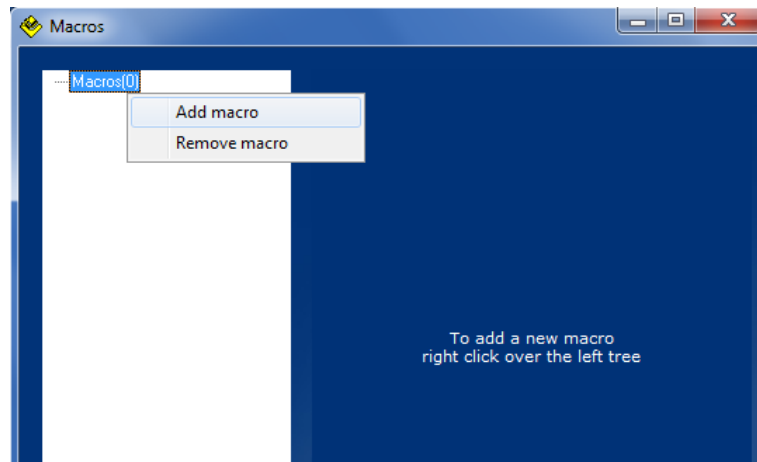 Macros
Macros(0)
Add macro
Remove macro
To add a new macro
right click over the left tree